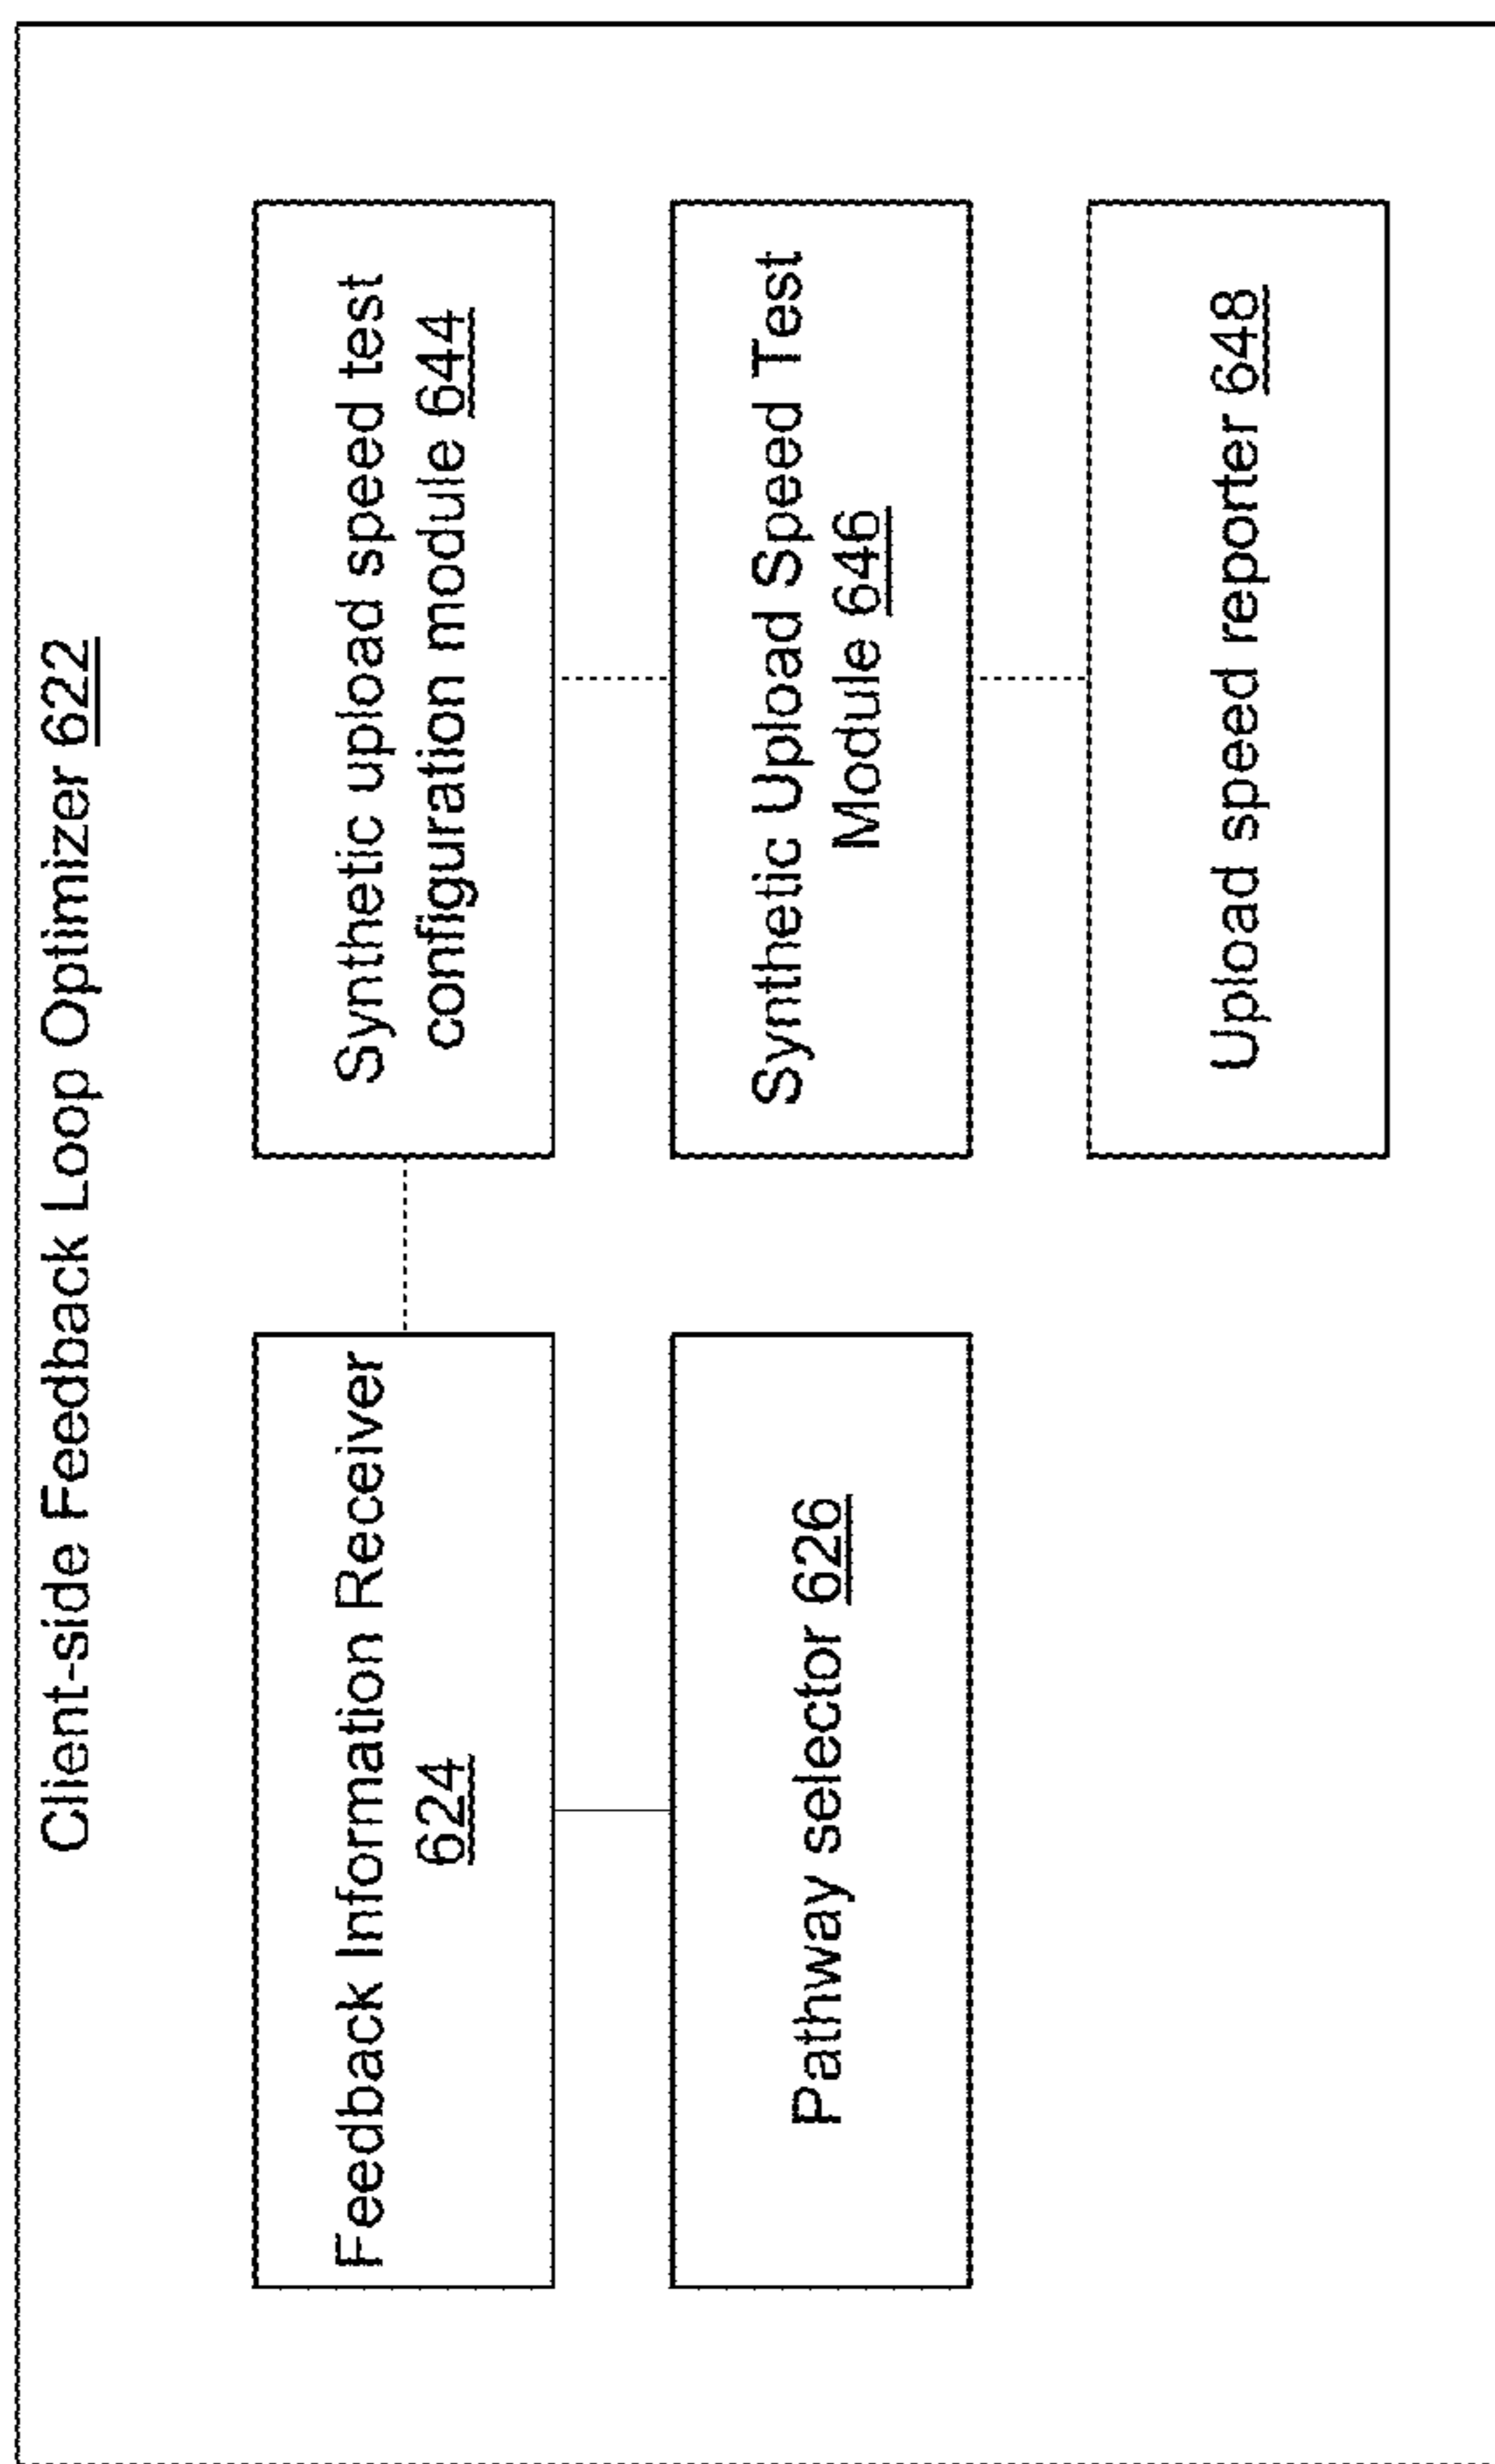 Client-side Feedback Loop Optimizer 622
Feedback Information Receiver
624
Synthetic upload speed test
configuration module 644
Pathway selector 626
Synthetic Upload Speed Test
Module 646
Upload speed reporter 648